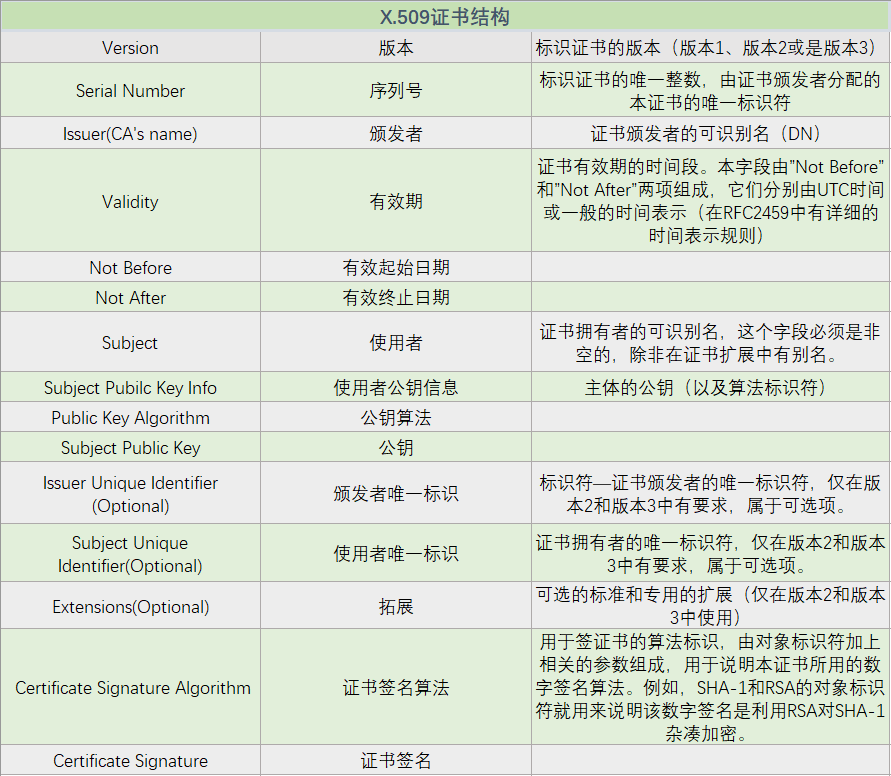 X.509证书结构
Version 版本 标识证书的版本（版本1、版本2或是版本3）
Serial Number 序列号 标识证书的唯一整数，由证书颁发者分配的
本证书的唯一标识符
Issuer(CA's name) 颁发者 证书颁发者的可识别名（DN）
Validity 有效期 证书有效期的时间段。本字段由"Not Before"
和"Not After"两项组成，它们分别由UTC时间
或一般的时间表示（在RFC2459中有详细的
时间表示规则）
Not Before 有效起始日期
Not After 有效终止日期
Subject 使用者 证书拥有者的可识别名，这个字段必须是非
空的，除非在证书扩展中有别名。
Subject Pubilc Key Info 使用者公钥信息 主体的公钥（以及算法标识符）
Public Key Algorithm 公钥算法
Subject Public Key 公钥
Issuer Unique Identifier
(Optional) 颁发者唯一标识 标识符—证书颁发者的唯一标识符，仅在版
本2和版本3中有要求，属于可选项。
Subject Unique
Identifier(Optional) 使用者唯一标识 证书拥有者的唯一标识符，仅在版本2和版本
3中有要求，属于可选项。
Extensions(Optional) 拓展 可选的标准和专用的扩展（仅在版本2和版本
3中使用）
Certificate Signature Algorithm 证书签名算法 用于签证书的算法标识，由对象标识符加上
相关的参数组成，用于说明本证书所用的数
字签名算法。例如，SHA-1和RSA的对象标识
符就用来说明该数字签名是利用RSA对SHA-1
杂凑加密。
Certificate Signature 证书签名